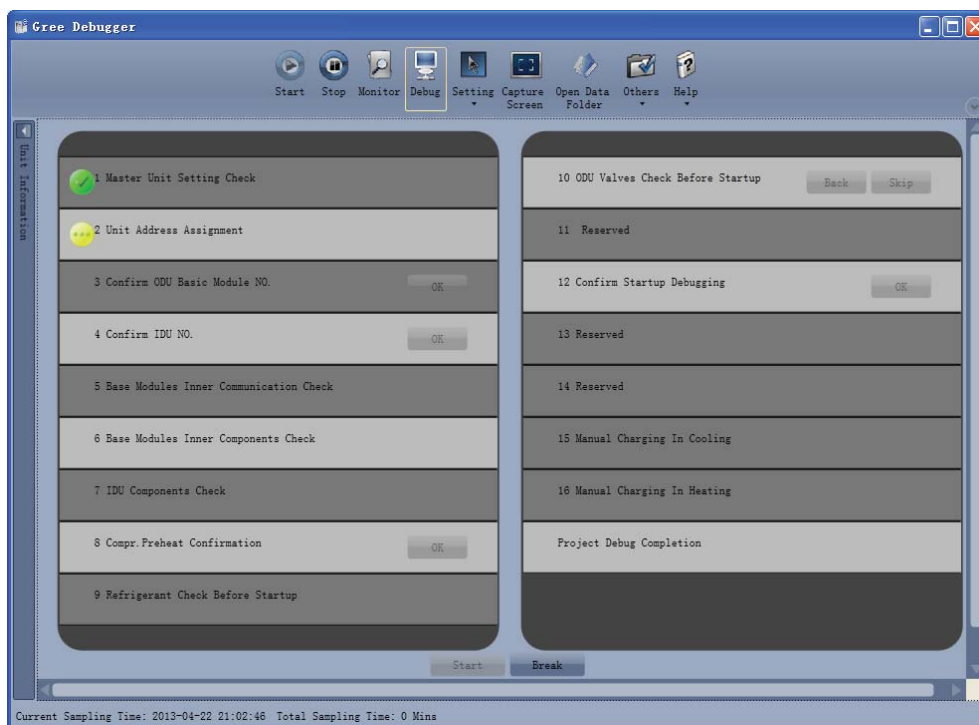 Gree Debugger
Start Stop Monitor Debug Setting Capture Screen Open Data Folder Others Help
Unit Information
1 Master Unit Setting Check
2 Unit Address Assignment
3 Confirm ODU Basic Module NO. OK
4 Confirm IDU NO. OK
5 Base Modules Inner Communication Check
6 Base Modules Inner Components Check
7 IDU Components Check
8 Compr.Preheat Confirmation OK
9 Refrigerant Check Before Startup
10 ODU Valves Check Before Startup Back Skip
11 Reserved
12 Confirm Startup Debugging OK
13 Reserved
14 Reserved
15 Manual Charging In Cooling
16 Manual Charging In Heating
Project Debug Completion
Start Break
Current Sampling Time: 2013-04-22 21:02:46 Total Sampling Time: 0 Mins